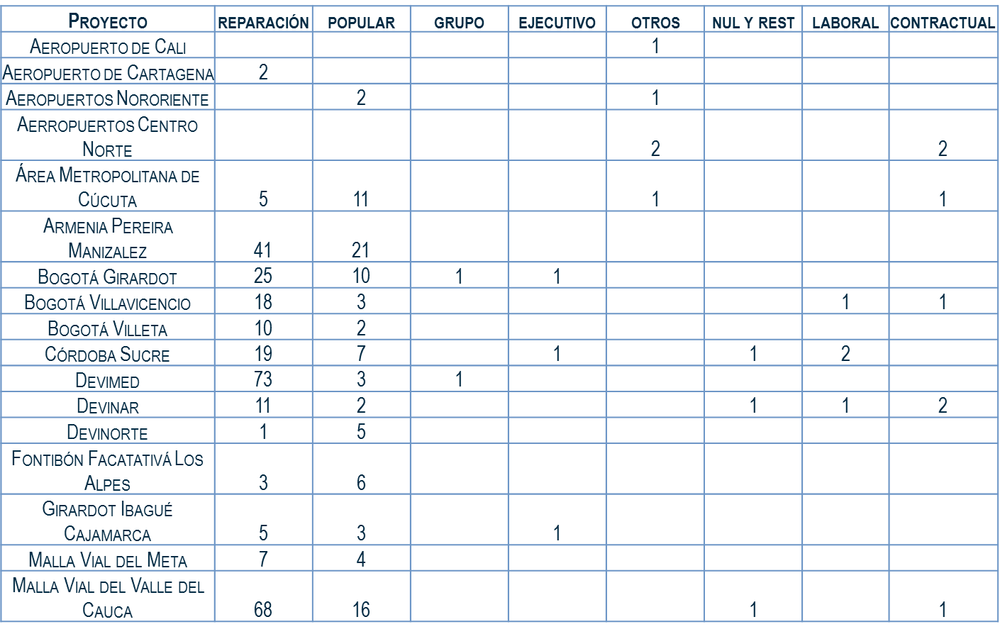 PROYECTO REPARACIÓN POPULAR GRUPO EJECUTIVO OTROS NUL Y REST LABORAL CONTRACTUAL
AEROPUERTO DE CALI 1
AEROPUERTO DE CARTAGENA 2
AEROPUERTOS NORORIENTE 2 1
AERROPUERTOS CENTRO
NORTE 2 2
ÁREA METROPOLITANA DE
CÚCUTA 5 11 1 1
ARMENIA PEREIRA
MANIZALEZ 41 21
BOGOTÁ GIRARDOT 25 10 1 1
BOGOTÁ VILLAVICENCIO 18 3 1 1
BOGOTÁ VILLETA 10 2
CÓRDOBA SUCRE 19 7 1 1 2
DEVIMED 73 3 1
DEVINAR 11 2 1 1 2
DEVINORTE 1 5
FONTIBÓN FACATATIVÁ LOS
ALPES 3 6
GIRARDOT IBAGUÉ
CAJAMARCA 5 3 1
MALLA VIAL DEL META 7 4
MALLA VIAL DEL VALLE DEL
CAUCA 68 16 1 1